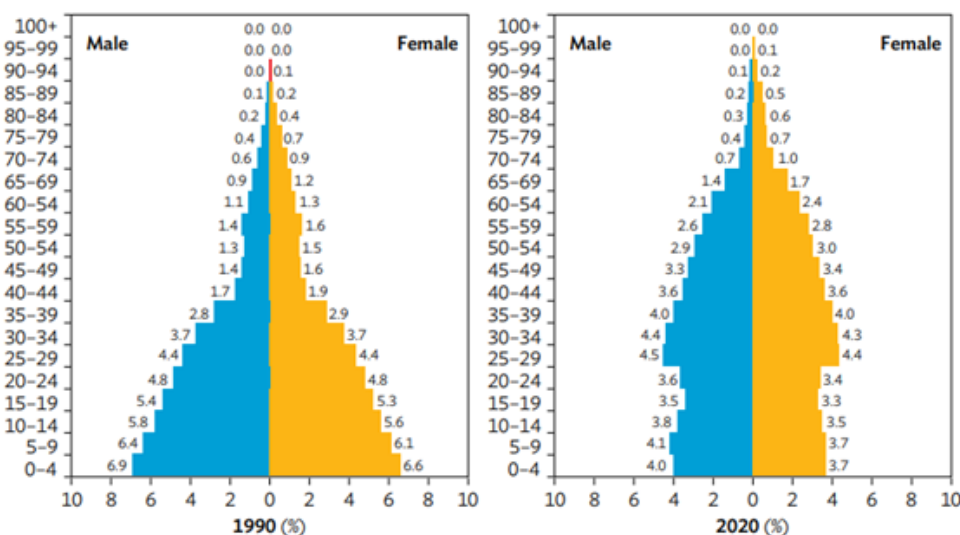 100+ 0.0 0.0
Male Female
95–99 0.0 0.0
90–94 0.0 0.1
85–89 0.1 0.2
80–84 0.2 0.4
75–79 0.4 0.7
70–74 0.6 0.9
65–69 0.9 1.2
60–54 1.1 1.3
55–59 1.4 1.6
50–54 1.3 1.5
45–49 1.4 1.6
40–44 1.7 1.9
35–39 2.8 2.9
30–34 3.7 3.7
25–29 4.4 4.4
20–24 4.8 4.8
15–19 5.4 5.3
10–14 5.8 5.6
5–9 6.4 6.1
0–4 6.9 6.6
10 8 6 4 2 0 2 4 6 8 10
1990 (%)
100+ 0.0 0.0
Male Female
95–99 0.0 0.1
90–94 0.1 0.2
85–89 0.2 0.5
80–84 0.3 0.6
75–79 0.4 0.7
70–74 0.7 1.0
65–69 1.4 1.7
60–54 2.1 2.4
55–59 2.6 2.8
50–54 2.9 3.0
45–49 3.3 3.4
40–44 3.6 3.6
35–39 4.0 4.0
30–34 4.4 4.3
25–29 4.5 4.4
20–24 3.6 3.4
15–19 3.5 3.3
10–14 3.8 3.5
5–9 4.1 3.7
0–4 4.0 3.7
10 8 6 4 2 0 2 4 6 8 10
2020 (%)